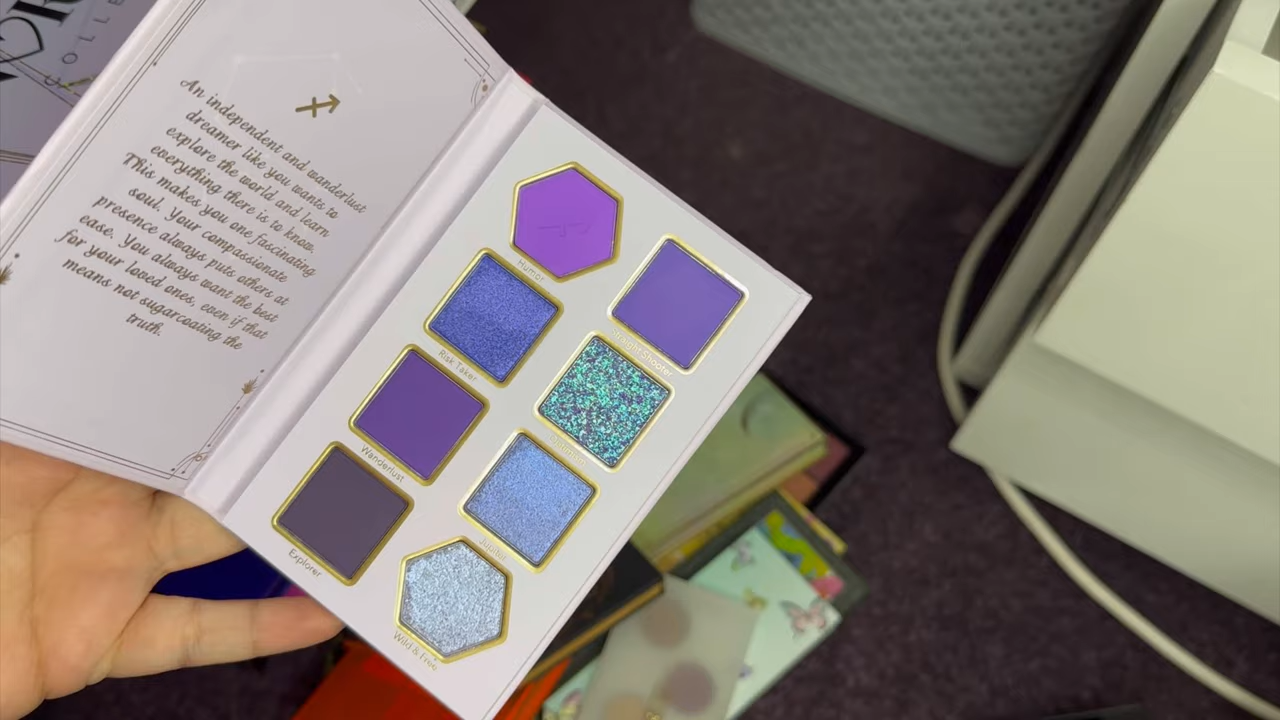 COLLE
An independent and wanderlust
dreamer like you wants to
explore the world and learn
everything there is to know.
This makes you one fascinating
soul. Your compassionate
presence always puts others at
ease. You always want the best
for your loved ones, even if that
means not sugarcoating the
truth.
Humor
Straight Shooter
Risk Taker
Wanderlust
Jupiter
Explorer
Wild & Free